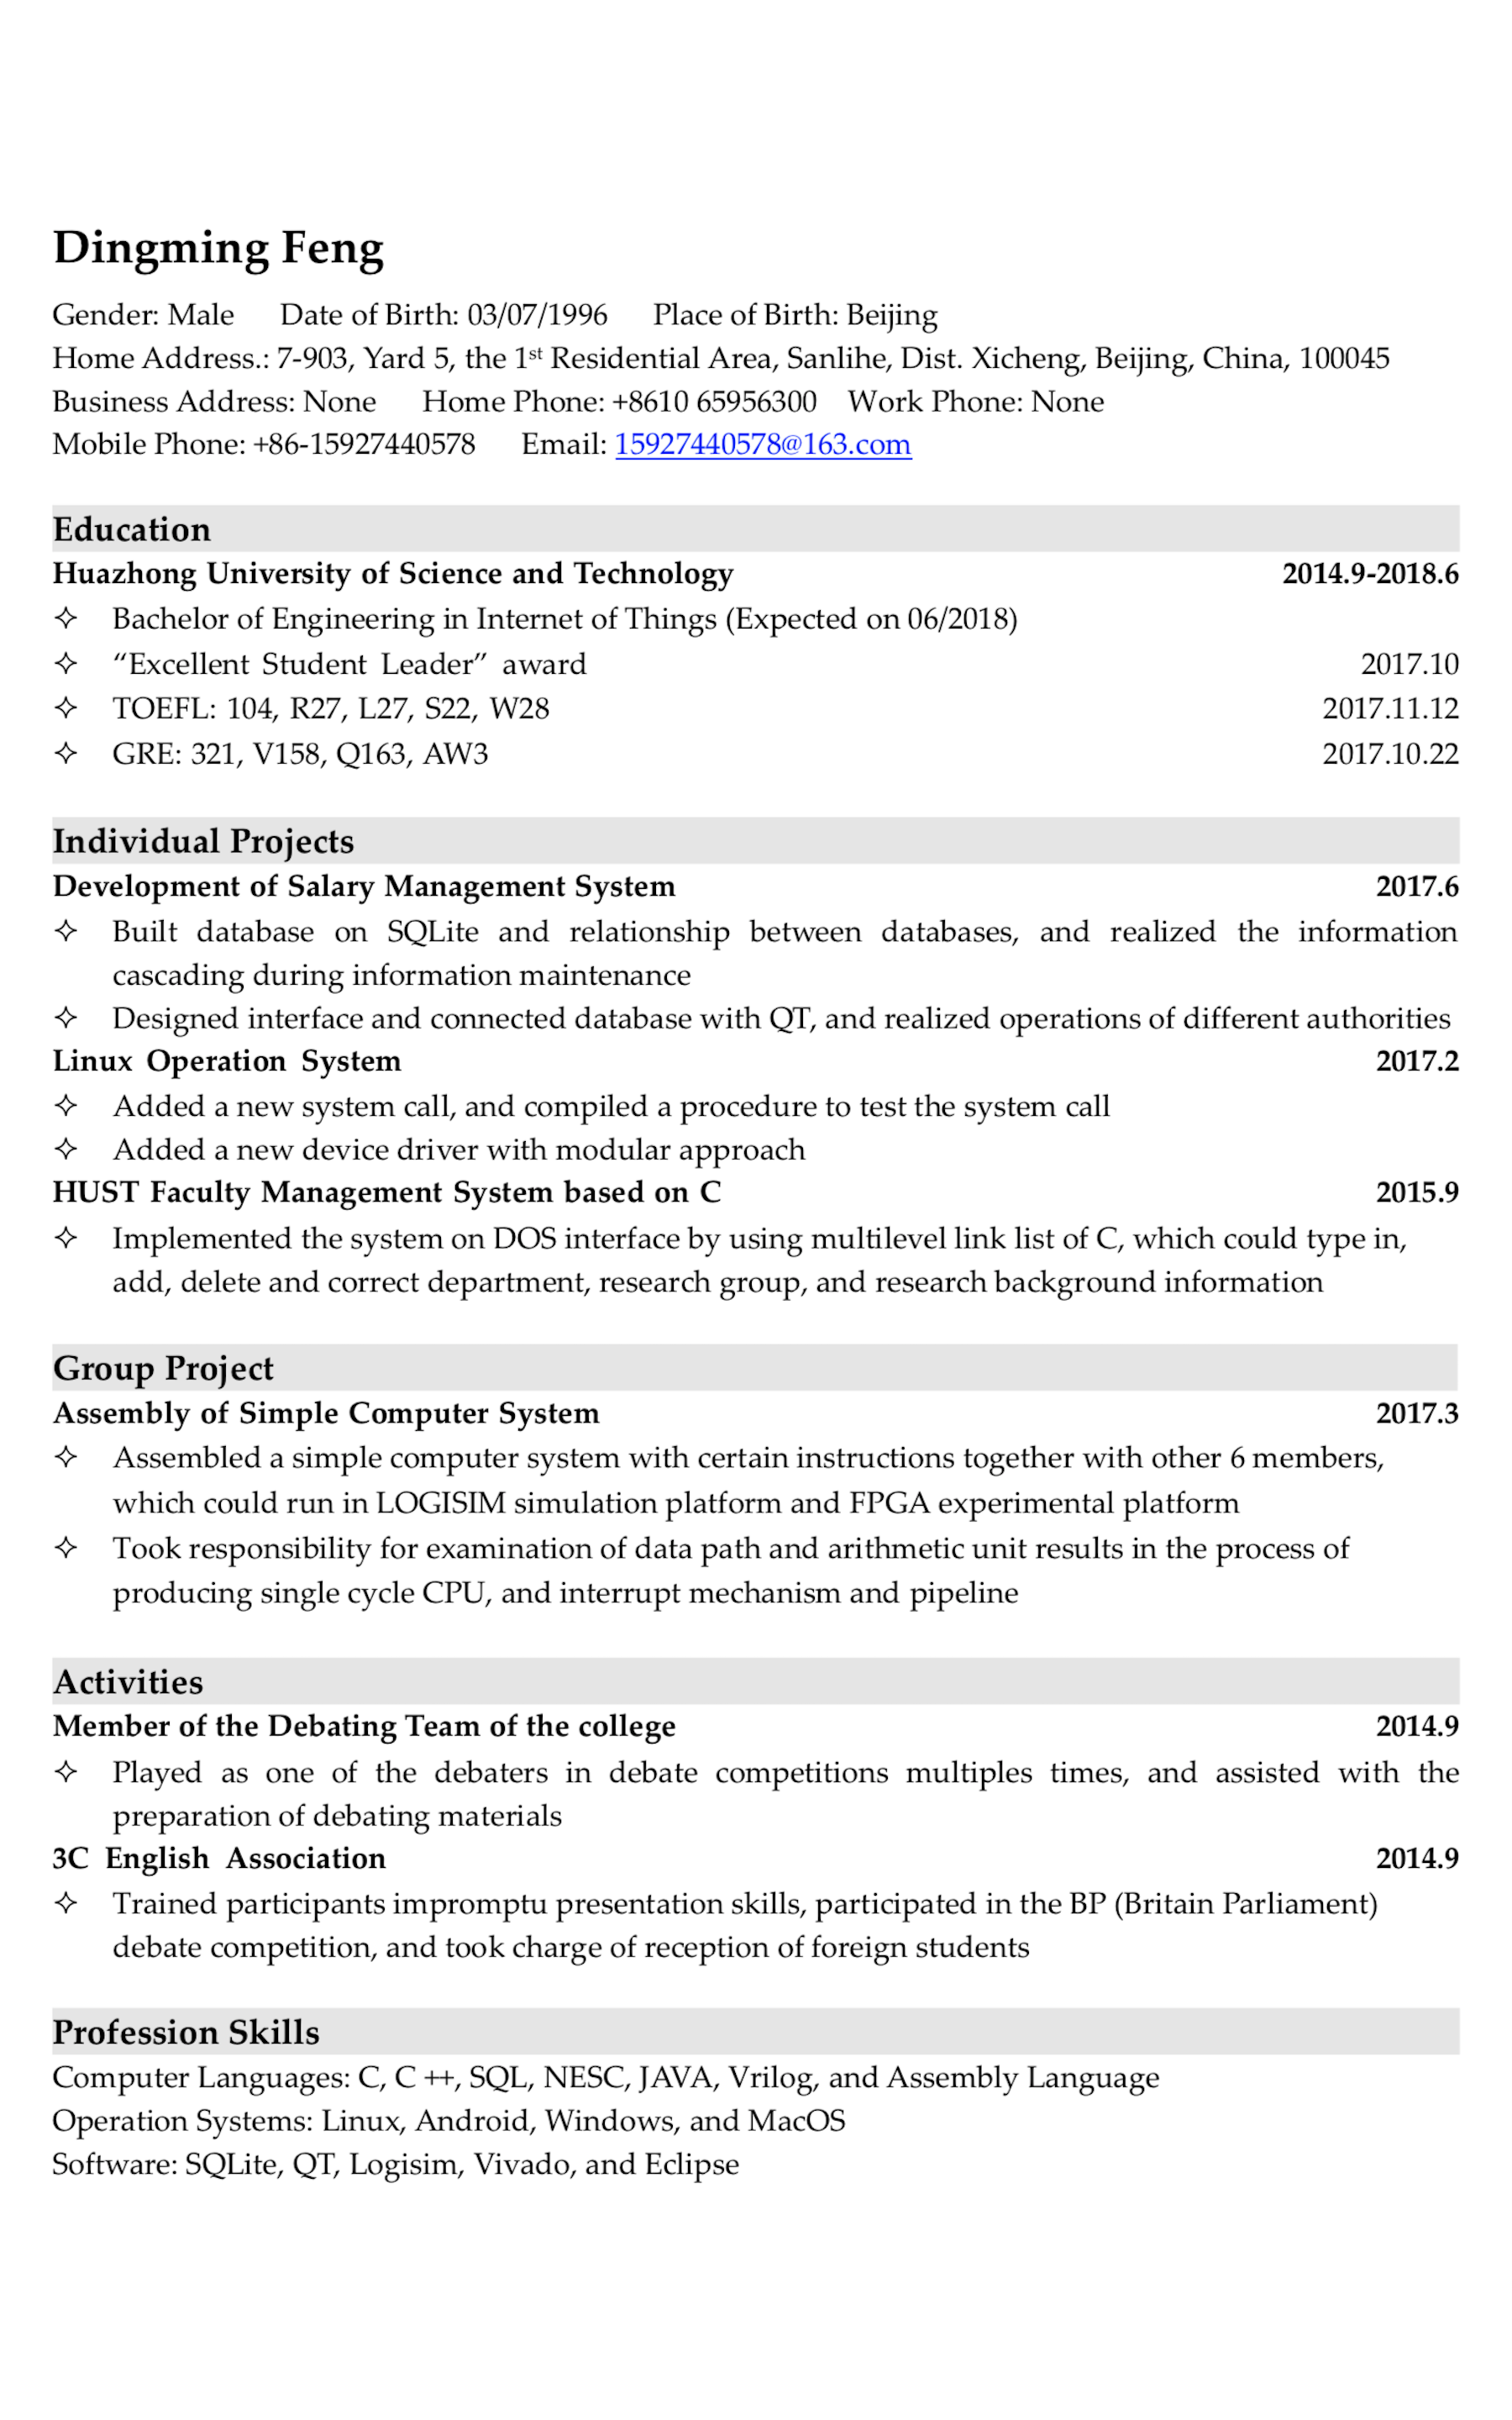 Dingming Feng
Gender: Male Date of Birth: 03/07/1996 Place of Birth: Beijing
Home Address.: 7-903, Yard 5, the 1st Residential Area, Sanlihe, Dist. Xicheng, Beijing, China, 100045
Business Address: None Home Phone: +8610 65956300 Work Phone: None
Mobile Phone: +86-15927440578 Email: 15927440578@163.com
Education
Huazhong University of Science and Technology 2014.9-2018.6
✧ Bachelor of Engineering in Internet of Things (Expected on 06/2018)
✧ “Excellent Student Leader” award 2017.10
✧ TOEFL: 104, R27, L27, S22, W28 2017.11.12
✧ GRE: 321, V158, Q163, AW3 2017.10.22
Individual Projects
Development of Salary Management System 2017.6
✧ Built database on SQLite and relationship between databases, and realized the information
cascading during information maintenance
✧ Designed interface and connected database with QT, and realized operations of different authorities
Linux Operation System 2017.2
✧ Added a new system call, and compiled a procedure to test the system call
✧ Added a new device driver with modular approach
HUST Faculty Management System based on C 2015.9
✧ Implemented the system on DOS interface by using multilevel link list of C, which could type in,
add, delete and correct department, research group, and research background information
Group Project
Assembly of Simple Computer System 2017.3
✧ Assembled a simple computer system with certain instructions together with other 6 members,
which could run in LOGISIM simulation platform and FPGA experimental platform
✧ Took responsibility for examination of data path and arithmetic unit results in the process of
producing single cycle CPU, and interrupt mechanism and pipeline
Activities
Member of the Debating Team of the college 2014.9
✧ Played as one of the debaters in debate competitions multiples times, and assisted with the
preparation of debating materials
3C English Association 2014.9
✧ Trained participants impromptu presentation skills, participated in the BP (Britain Parliament)
debate competition, and took charge of reception of foreign students
Profession Skills
Computer Languages: C, C ++, SQL, NESC, JAVA, Vrilog, and Assembly Language
Operation Systems: Linux, Android, Windows, and MacOS
Software: SQLite, QT, Logisim, Vivado, and Eclipse